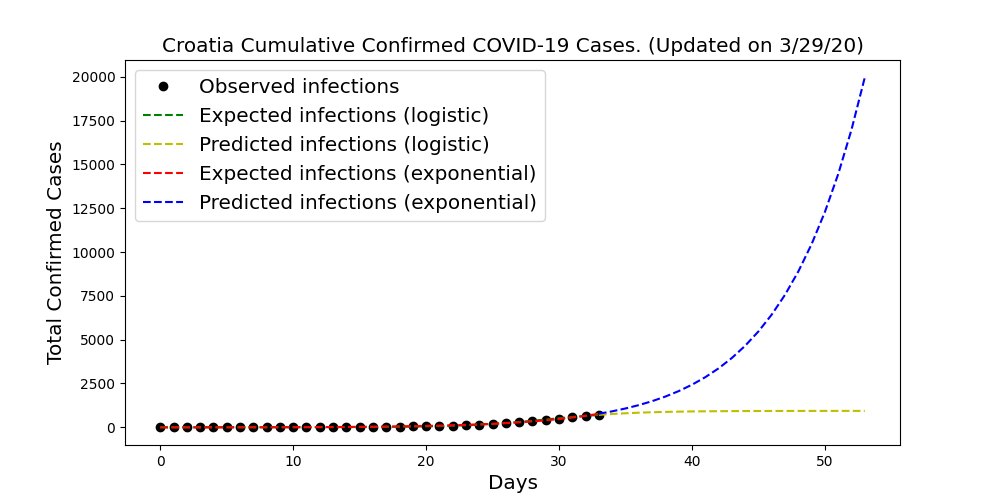 Croatia Cumulative Confirmed COVID-19 Cases. (Updated on 3/29/20)
Observed infections
Expected infections (logistic)
Predicted infections (logistic)
Expected infections (exponential)
Predicted infections (exponential)
Total Confirmed Cases
20000
17500
15000
12500
10000
7500
5000
2500
0
0 10 20 30 40 50
Days